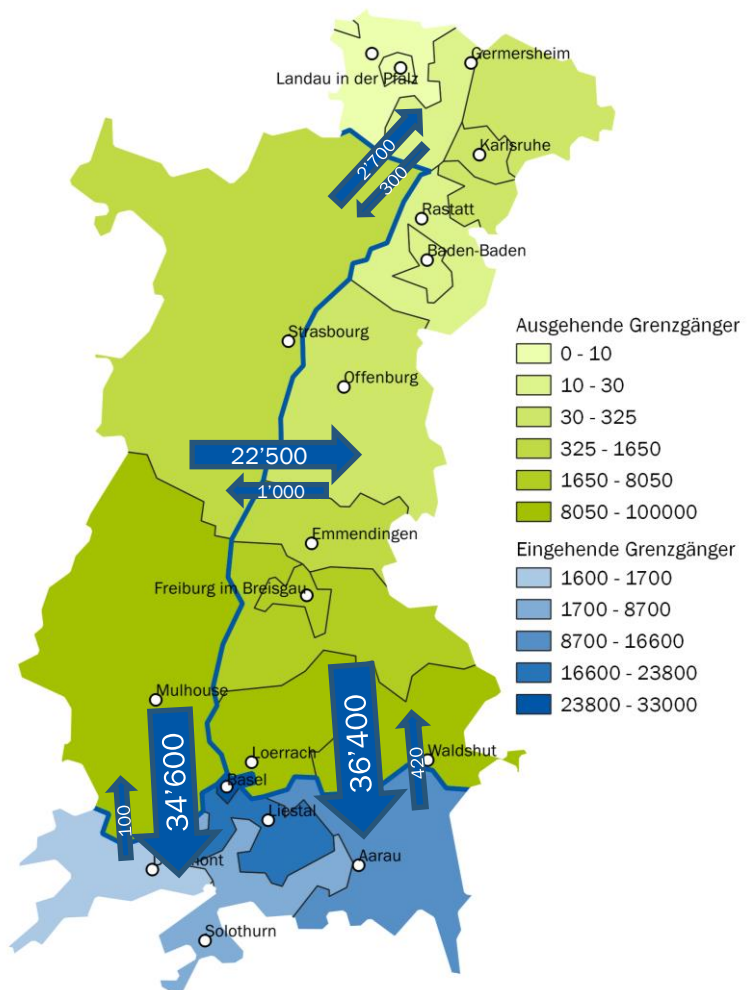 Germersheim
Landau in der Pfalz
Karlsruhe
2'700
300
Rastatt
Baden-Baden
Strasbourg
Offenburg
22'500
1'000
Emmendingen
Freiburg im Breisgau
Mulhouse
34'600
36'400
Loerrach
Waldshut
420
Basel
100
Liestal
Aarau
Solothurn
Ausgehende Grenzgänger
0 - 10
10 - 30
30 - 325
325 - 1650
1650 - 8050
8050 - 100000
Eingehende Grenzgänger
1600 - 1700
1700 - 8700
8700 - 16600
16600 - 23800
23800 - 33000